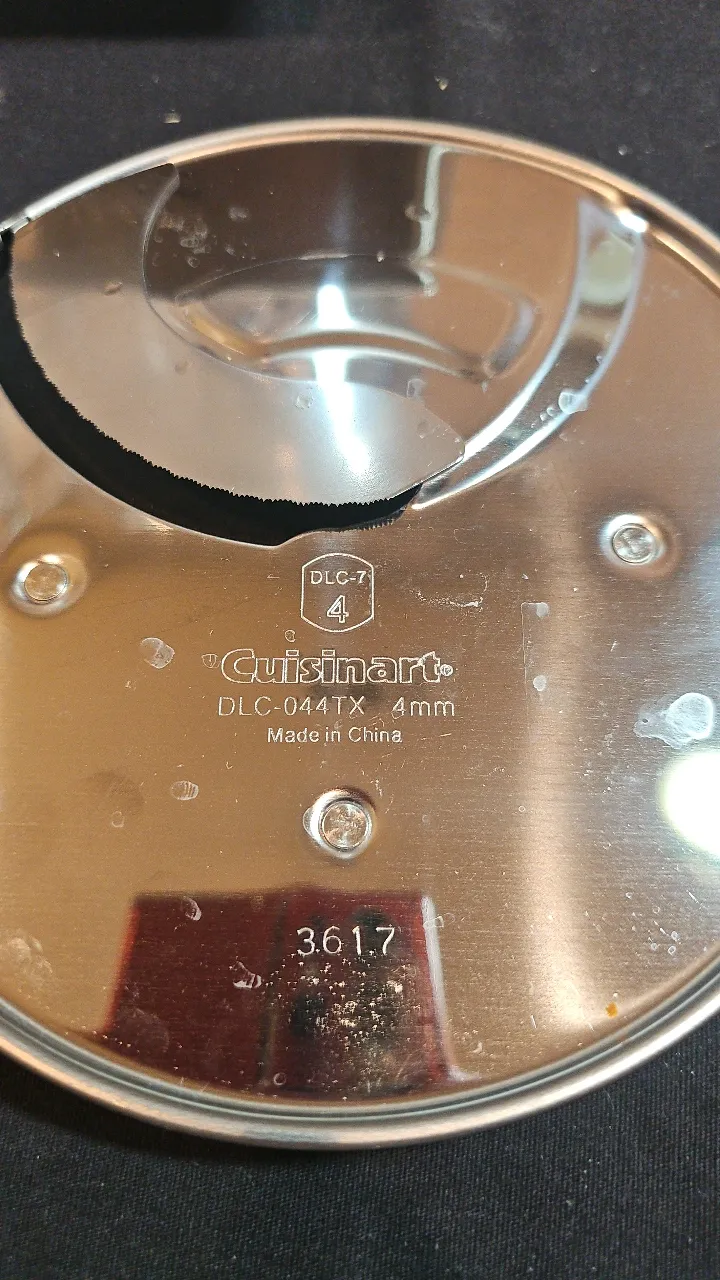 DLC-7
4
Cuisinart®
DLC-044TX 4mm
Made in China
3617